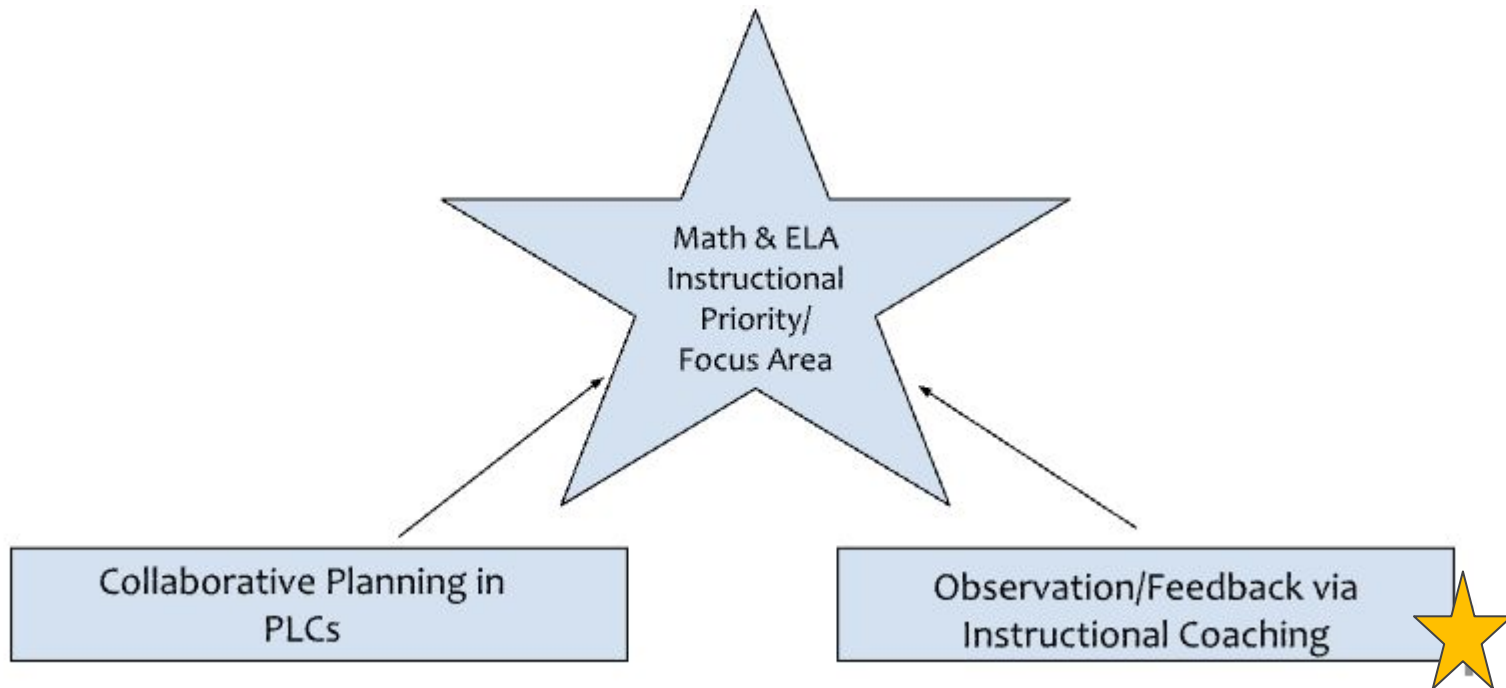 Math & ELA
Instructional
Priority/
Focus Area
Collaborative Planning in
PLCs
Observation/Feedback via
Instructional Coaching